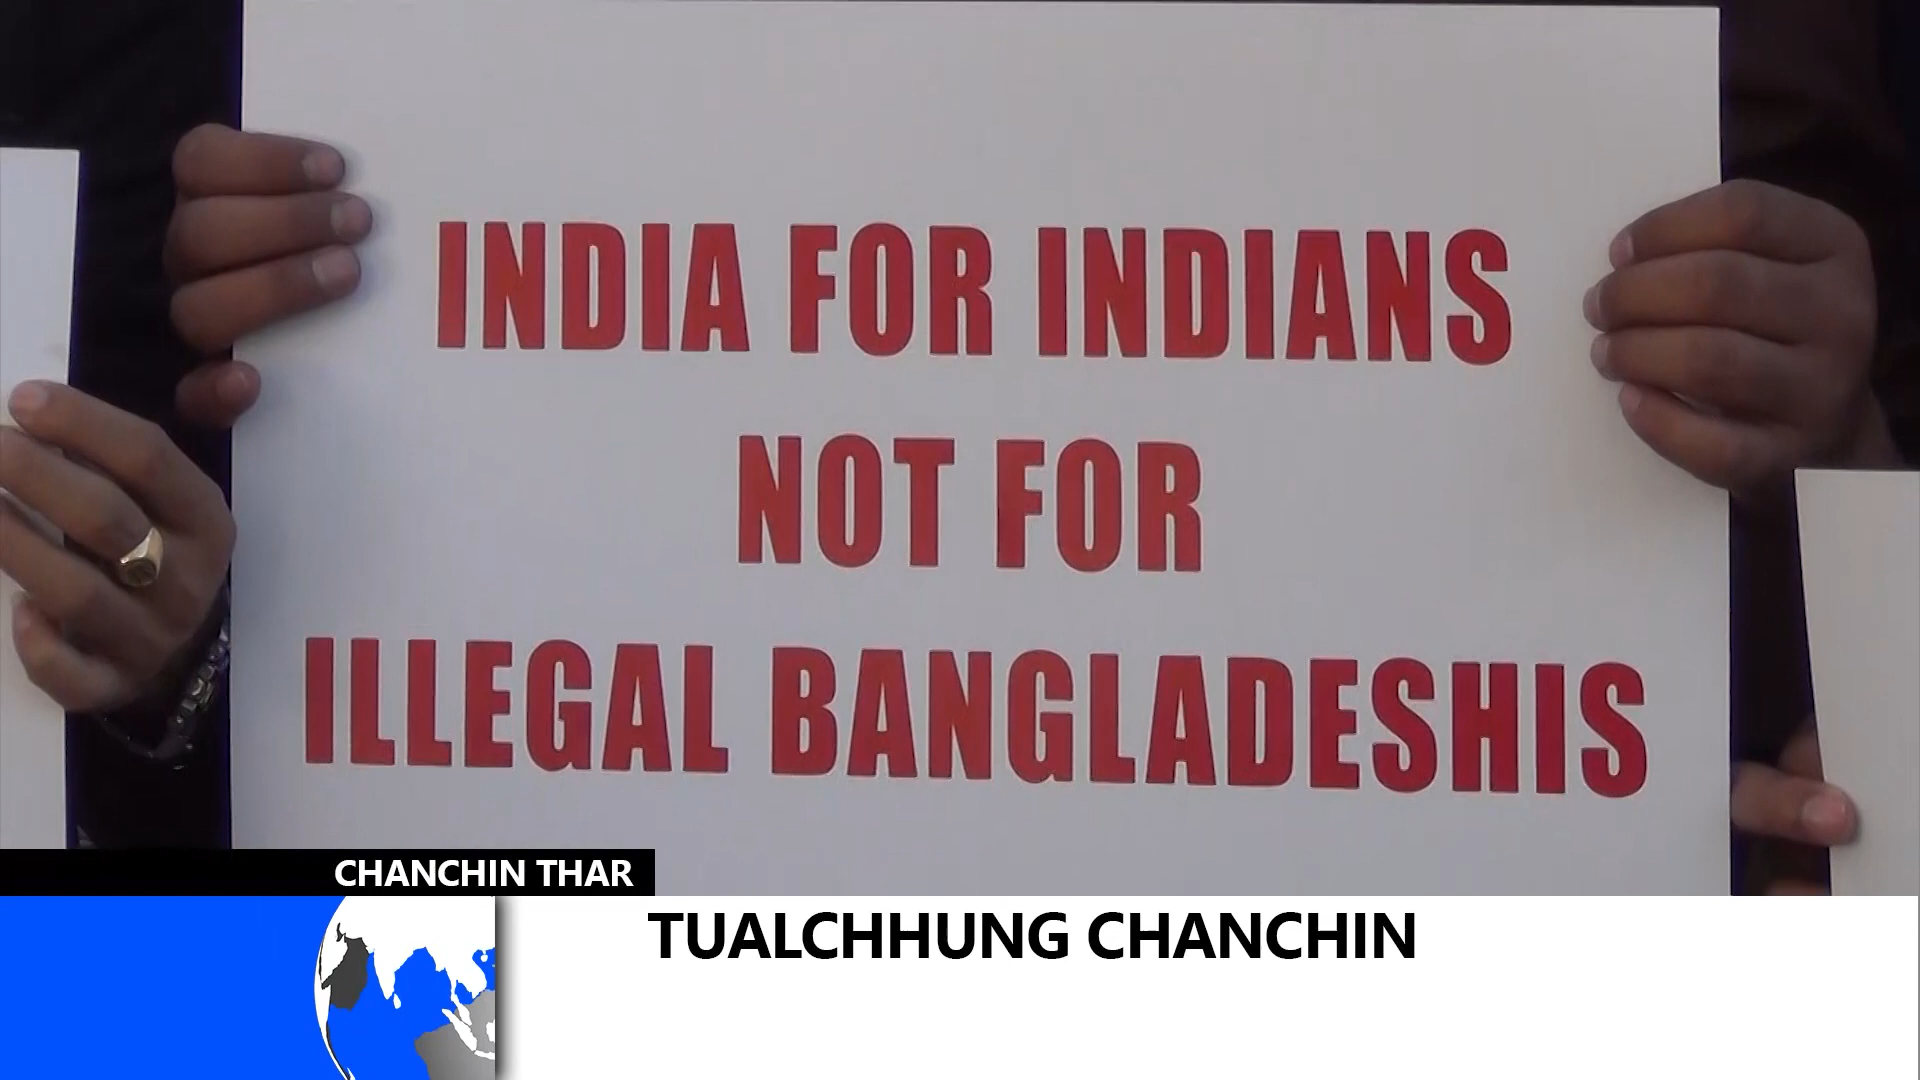 INDIA FOR INDIANS
NOT FOR
ILLEGAL BANGLADESHIS
CHANCHIN THAR
TUALCHHUNG CHANCHIN